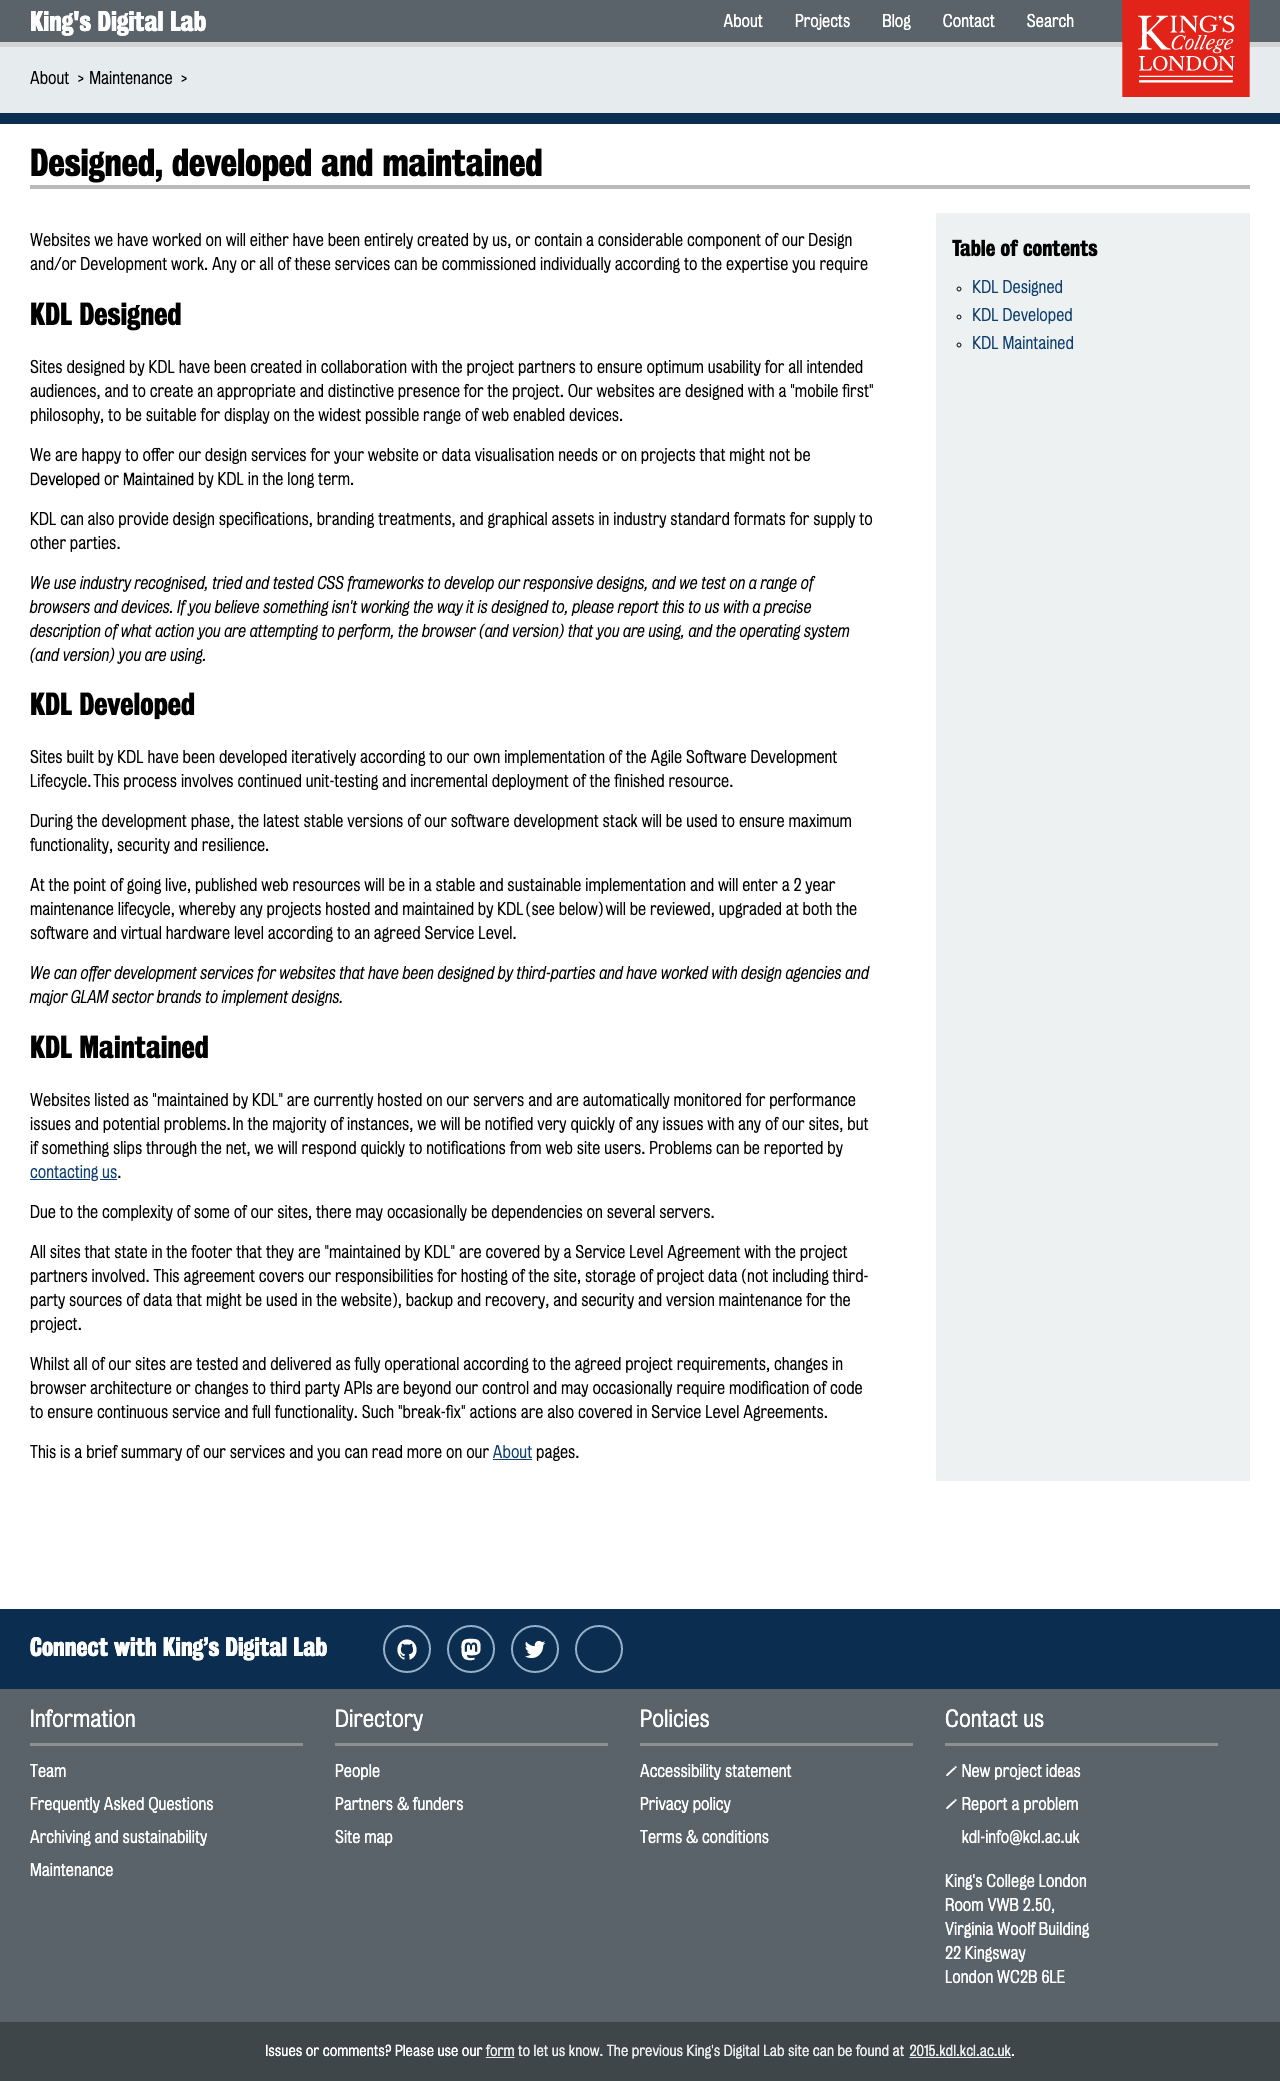 King's Digital Lab
About Projects Blog Contact Search
KING'S
College
LONDON
About > Maintenance >
Designed, developed and maintained
Websites we have worked on will either have been entirely created by us, or contain a considerable component of our Design
and/or Development work. Any or all of these services can be commissioned individually according to the expertise you require
Table of contents
KDL Designed
KDL Developed
KDL Maintained
KDL Designed
Sites designed by KDL have been created in collaboration with the project partners to ensure optimum usability for all intended
audiences, and to create an appropriate and distinctive presence for the project. Our websites are designed with a "mobile first"
philosophy, to be suitable for display on the widest possible range of web enabled devices.
We are happy to offer our design services for your website or data visualisation needs or on projects that might not be
Developed or Maintained by KDL in the long term.
KDL can also provide design specifications, branding treatments, and graphical assets in industry standard formats for supply to
other parties.
We use industry recognised, tried and tested CSS frameworks to develop our responsive designs, and we test on a range of
browsers and devices. If you believe something isn't working the way it is designed to, please report this to us with a precise
description of what action you are attempting to perform, the browser (and version) that you are using, and the operating system
(and version) you are using.
KDL Developed
Sites built by KDL have been developed iteratively according to our own implementation of the Agile Software Development
Lifecycle. This process involves continued unit-testing and incremental deployment of the finished resource.
During the development phase, the latest stable versions of our software development stack will be used to ensure maximum
functionality, security and resilience.
At the point of going live, published web resources will be in a stable and sustainable implementation and will enter a 2 year
maintenance lifecycle, whereby any projects hosted and maintained by KDL (see below) will be reviewed, upgraded at both the
software and virtual hardware level according to an agreed Service Level.
We can offer development services for websites that have been designed by third-parties and have worked with design agencies and
major GLAM sector brands to implement designs.
KDL Maintained
Websites listed as "maintained by KDL" are currently hosted on our servers and are automatically monitored for performance
issues and potential problems. In the majority of instances, we will be notified very quickly of any issues with any of our sites, but
if something slips through the net, we will respond quickly to notifications from web site users. Problems can be reported by
contacting us.
Due to the complexity of some of our sites, there may occasionally be dependencies on several servers.
All sites that state in the footer that they are "maintained by KDL" are covered by a Service Level Agreement with the project
partners involved. This agreement covers our responsibilities for hosting of the site, storage of project data (not including third-
party sources of data that might be used in the website), backup and recovery, and security and version maintenance for the
project.
Whilst all of our sites are tested and delivered as fully operational according to the agreed project requirements, changes in
browser architecture or changes to third party APIs are beyond our control and may occasionally require modification of code
to ensure continuous service and full functionality. Such "break-fix" actions are also covered in Service Level Agreements.
This is a brief summary of our services and you can read more on our About pages.
Connect with King’s Digital Lab
Information
Team
Frequently Asked Questions
Archiving and sustainability
Maintenance
Directory
People
Partners & funders
Site map
Policies
Accessibility statement
Privacy policy
Terms & conditions
Contact us
New project ideas
Report a problem
kdl-info@kcl.ac.uk
King's College London
Room VWB 2.50,
Virginia Woolf Building
22 Kingsway
London WC2B 6LE
Issues or comments? Please use our form to let us know. The previous King's Digital Lab site can be found at 2015.kdl.kcl.ac.uk.